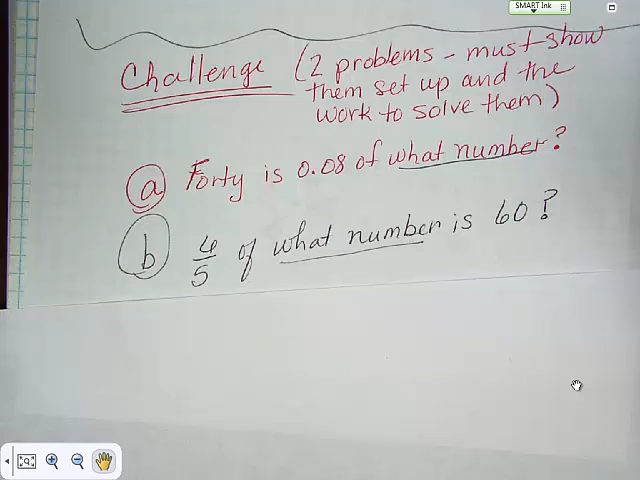 SMART Ink
Challenge (2 problems - must show
them set up and the
work to solve them)
a Forty is 0.08 of what number?
b 4/5 of what number is 60?